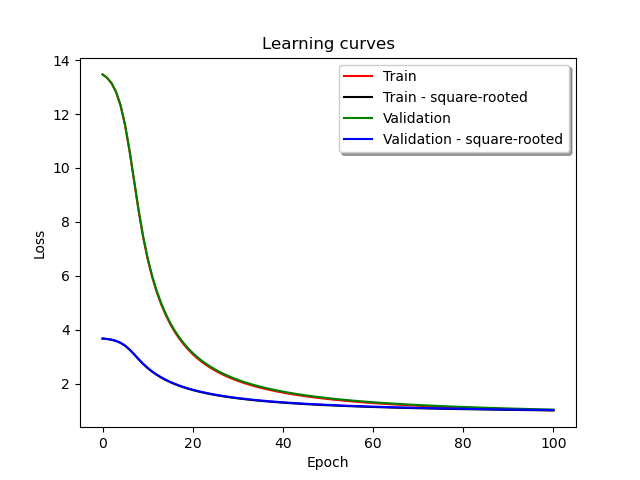 Learning curves
Train
Train - square-rooted
Validation
Validation - square-rooted
14
12
10
8
6
4
2
Loss
0
20
40
60
80
100
Epoch